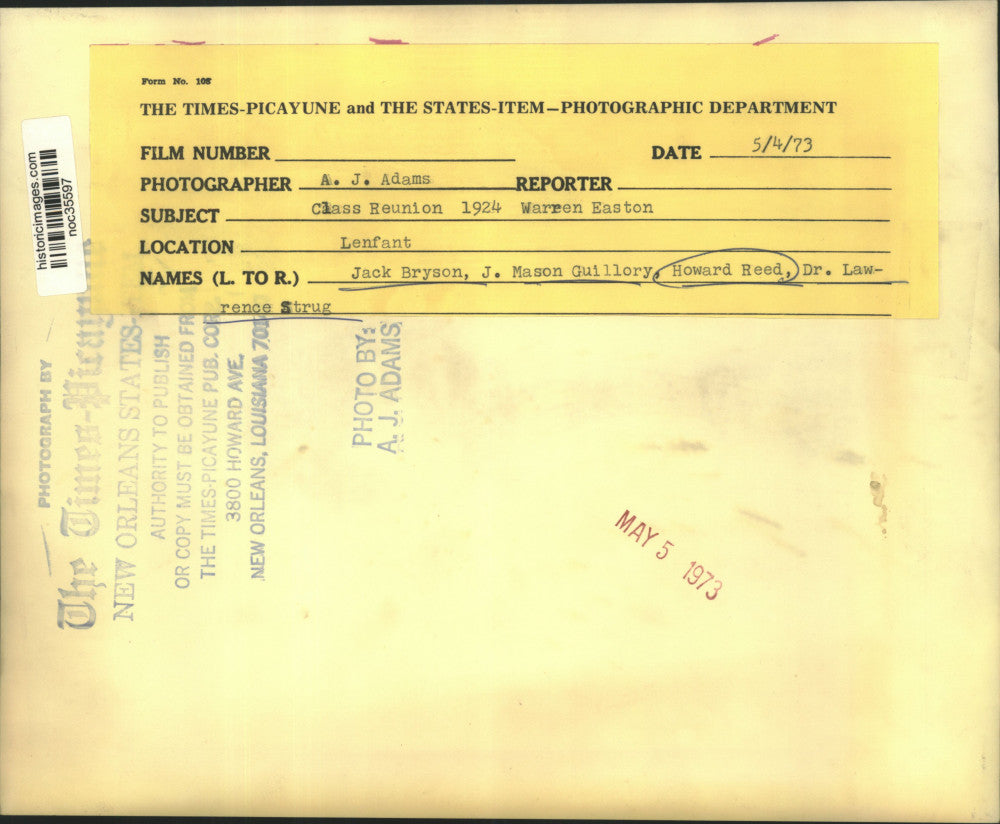 Form No. 108
THE TIMES-PICAYUNE and THE STATES-ITEM—PHOTOGRAPHIC DEPARTMENT
FILM NUMBER
DATE 5/4/73
PHOTOGRAPHER A. J. Adams REPORTER
SUBJECT Class Reunion 1924 Warren Easton
LOCATION Lenfant
NAMES (L. TO R.) Jack Bryson, J. Mason Guillory, Howard Reed, Dr. Law-
rence Strug
historicimages.com
noc35597
PHOTOGRAPH BY
The Times-Picayune
NEW ORLEANS STATES-
AUTHORITY TO PUBLISH
OR COPY MUST BE OBTAINED FR
THE TIMES-PICAYUNE PUB. COR
3800 HOWARD AVE.
NEW ORLEANS, LOUISIANA 701
PHOTO BY:
A. J. ADAMS
MAY 5 1973